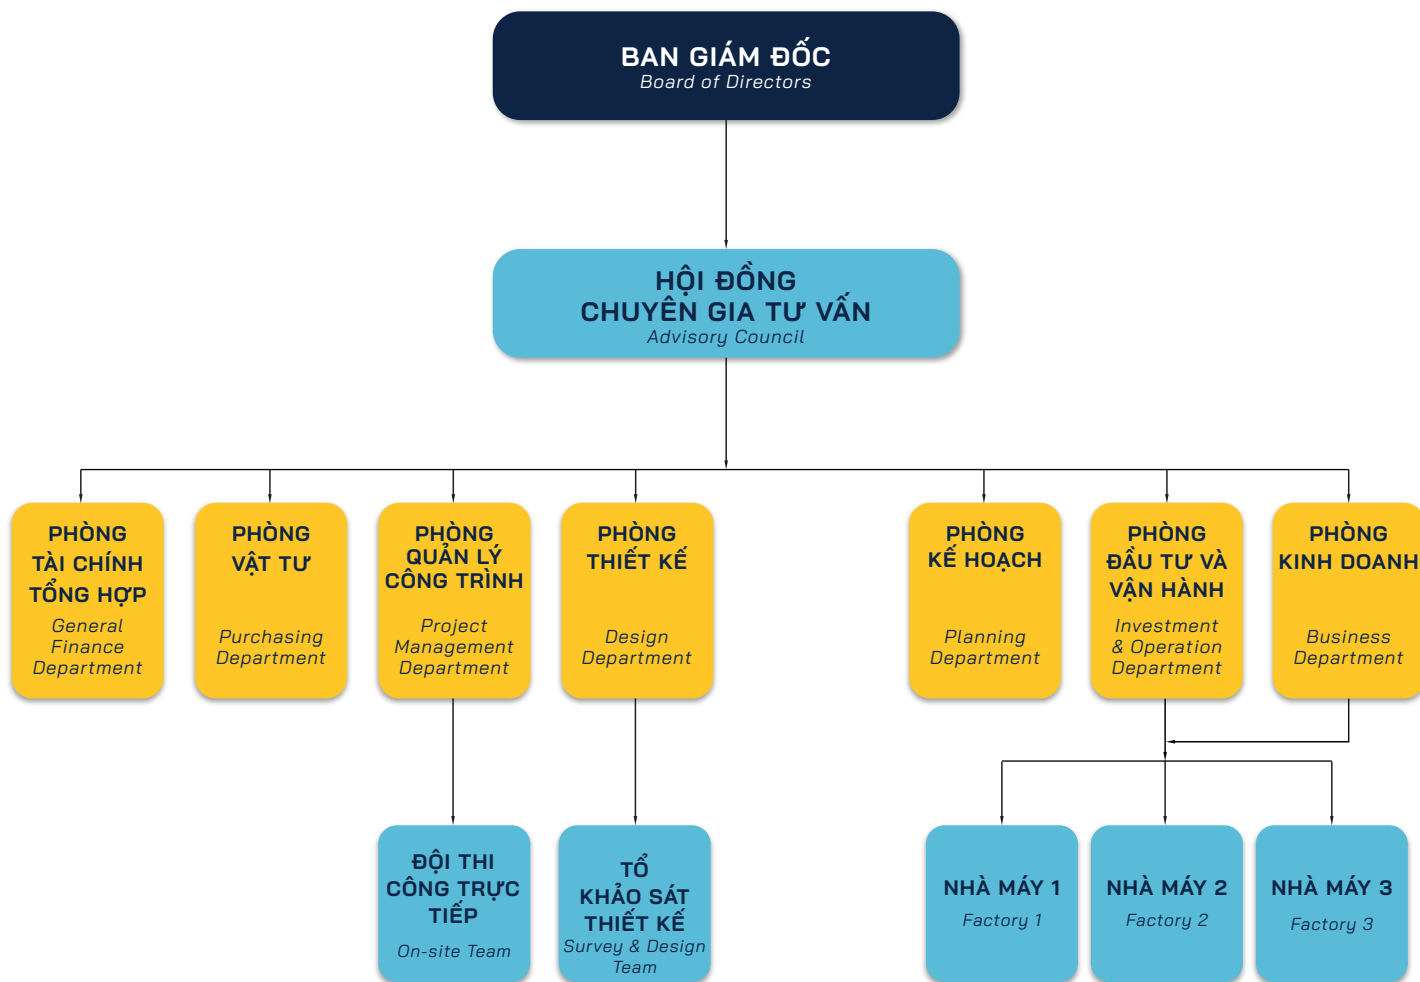 BAN GIÁM ĐỐC
Board of Directors
HỘI ĐỒNG
CHUYÊN GIA TƯ VẤN
Advisory Council
PHÒNG
TÀI CHÍNH
TỔNG HỢP
General
Finance
Department
PHÒNG
VẬT TƯ
Purchasing
Department
PHÒNG
QUẢN LÝ
CÔNG TRÌNH
Project
Management
Department
PHÒNG
THIẾT KẾ
Design
Department
PHÒNG
KẾ HOẠCH
Planning
Department
PHÒNG
ĐẦU TƯ VÀ
VẬN HÀNH
Investment
& Operation
Department
PHÒNG
KINH DOANH
Business
Department
ĐỘI THI
CÔNG TRỰC
TIẾP
On-site Team
TỔ
KHẢO SÁT
THIẾT KẾ
Survey & Design
Team
NHÀ MÁY 1
Factory 1
NHÀ MÁY 2
Factory 2
NHÀ MÁY 3
Factory 3